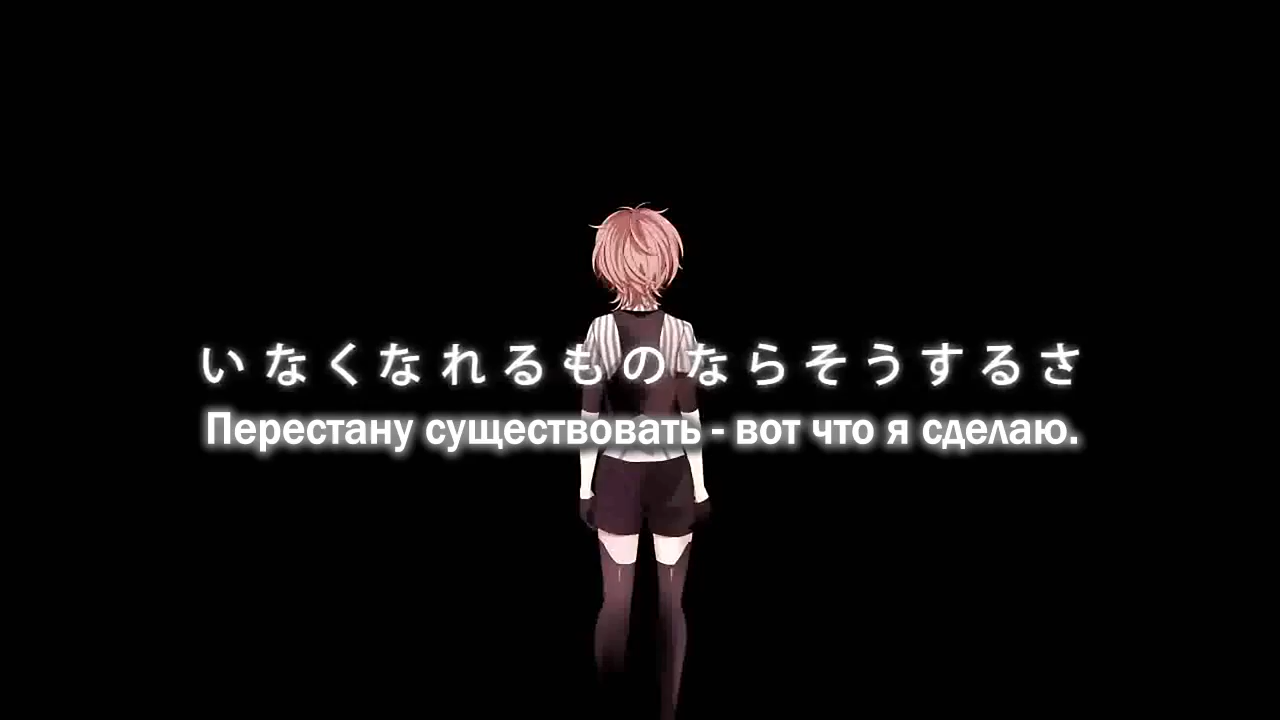 いなくなれるものならそうするさ
Перестану существовать - вот что я сделаю.